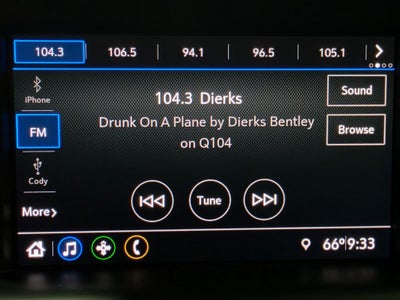 104.3 106.5 94.1 96.5 105.1
iPhone
FM
Cody
More
104.3 Dierks
Drunk On A Plane by Dierks Bentley
on Q104
Sound
Browse
Tune
66° 9:33